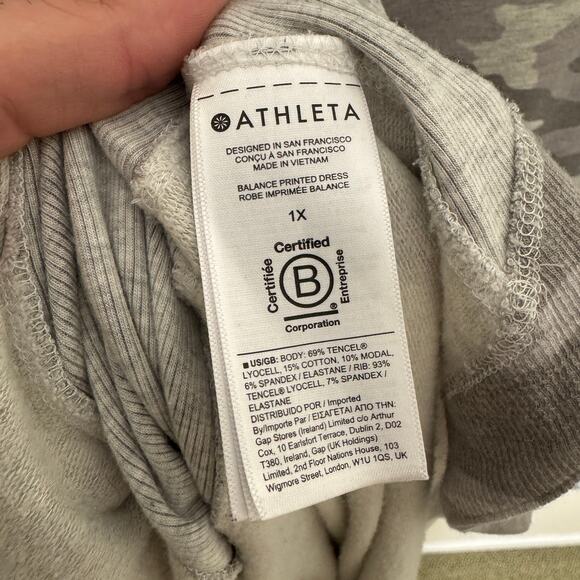 ATHLETA
DESIGNED IN SAN FRANCISCO
CONÇU À SAN FRANCISCO
MADE IN VIETNAM
BALANCE PRINTED DRESS
ROBE IMPRIMÉE BALANCE
1X
Certified
Certifiée
B
Entreprise
Corporation
■ US/GB: BODY: 69% TENCEL®
LYOCELL, 15% COTTON, 10% MODAL,
6% SPANDEX / ELASTANE / RIB: 93%
TENCEL® LYOCELL, 7% SPANDEX /
ELASTANE
DISTRIBUIDO POR / Imported
By/Importe Par / ΕΙΣΑΓΕΤΑΙ ΑΠΟ ΤΗΝ:
Gap Stores (Ireland) Limited c/o Arthur
Cox, 10 Earlsfort Terrace, Dublin 2, D02
T380, Ireland, Gap (UK Holdings)
Limited, 2nd Floor Nations House, 103
Wigmore Street, London, W1U 1QS, UK